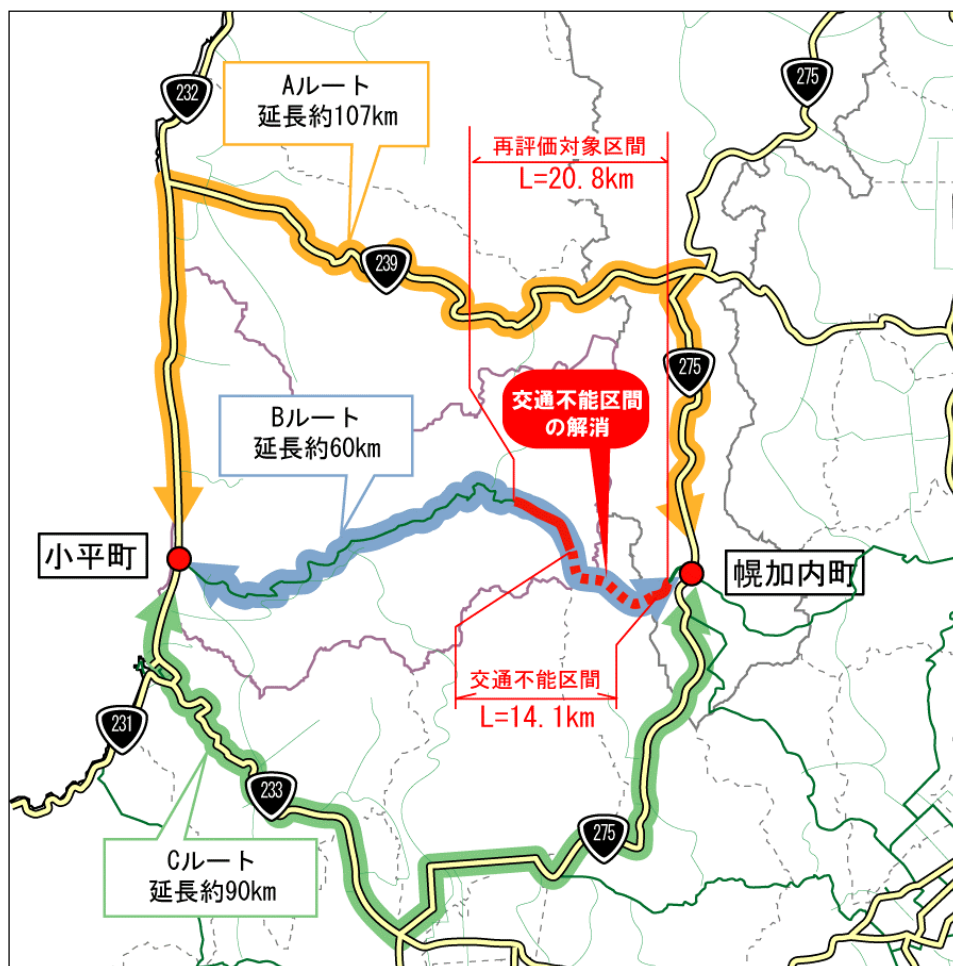 232
275
Aルート
延長約107km
再評価対象区間
L=20.8km
239
275
交通不能区間
の解消
Bルート
延長約60km
小平町
幌加内町
交通不能区間
L=14.1km
231
233
275
Cルート
延長約90km